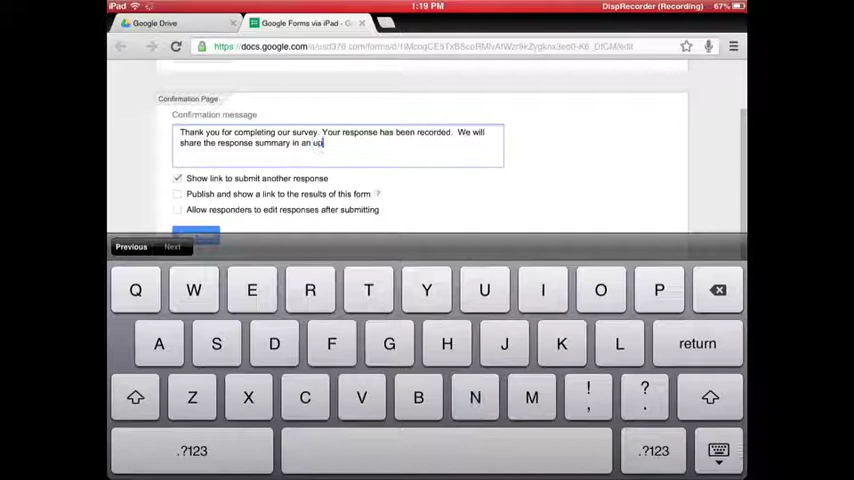 iPad
1:19 PM
DispRecorder (Recording)
67%
Google Drive
Google Forms via iPad - Go
https://docs.google.com
Confirmation Page
Confirmation message
Thank you for completing our survey. Your response has been recorded. We will
share the response summary in an up
Show link to submit another response
Publish and show a link to the results of this form ?
Allow responders to edit responses after submitting
Previous Next
Q W E R T Y U I O P
A S D F G H J K L return
Z X C V B N M ! , ? .
.?123 .?123